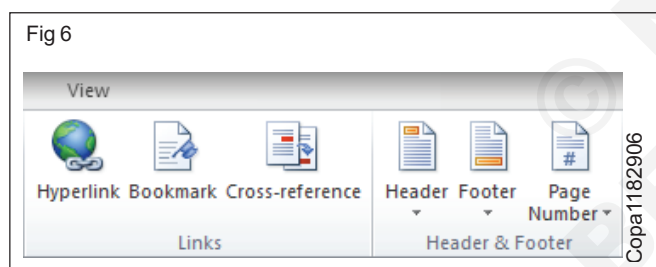 Fig 6
View
Hyperlink Bookmark Cross-reference Header Footer Page
Number
Links Header & Footer
Copa1182906